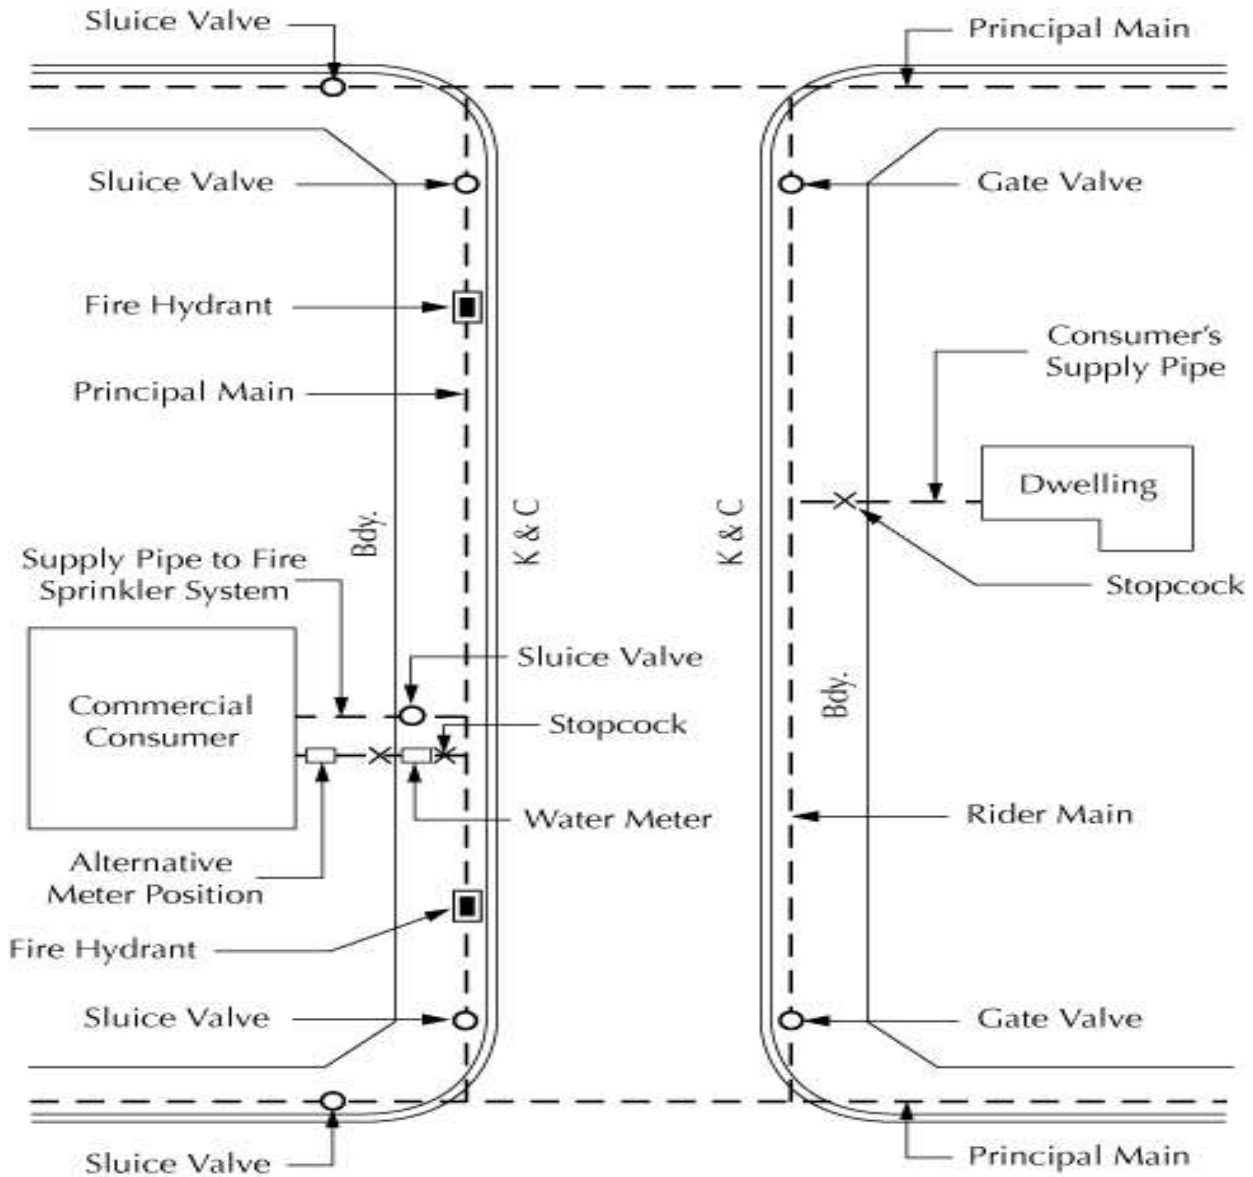 Sluice Valve
Principal Main
Sluice Valve
Gate Valve
Fire Hydrant
Consumer's
Supply Pipe
Principal Main
Dwelling
Bdy.
K & C
K & C
Supply Pipe to Fire
Sprinkler System
Stopcock
Sluice Valve
Commercial
Consumer
Stopcock
Bdy.
Water Meter
Rider Main
Alternative
Meter Position
Fire Hydrant
Sluice Valve
Gate Valve
Sluice Valve
Principal Main